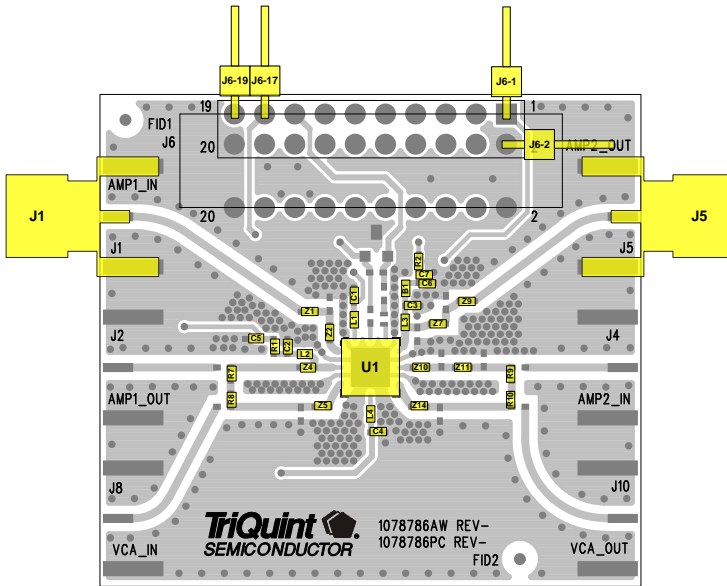 J6-19 J6-17 J6-1
19 1
FID1
J6 20 J6-2 AMP2_OUT
AMP1_IN
20 2
J1 J5
J1 J5
R2
C7
C6
B1
C1
Z9
C3
Z1
L1 L3 Z7
Z2
J2 J4
C5 R1 C2
L2
Z4 U1 Z10 Z11
R7 R9
R8 R10
AMP1_OUT AMP2_IN
Z5 Z14
L4
C4
J8 J10
TriQuint
SEMICONDUCTOR
1078786AW REV-
1078786PC REV-
VCA_IN FID2 VCA_OUT